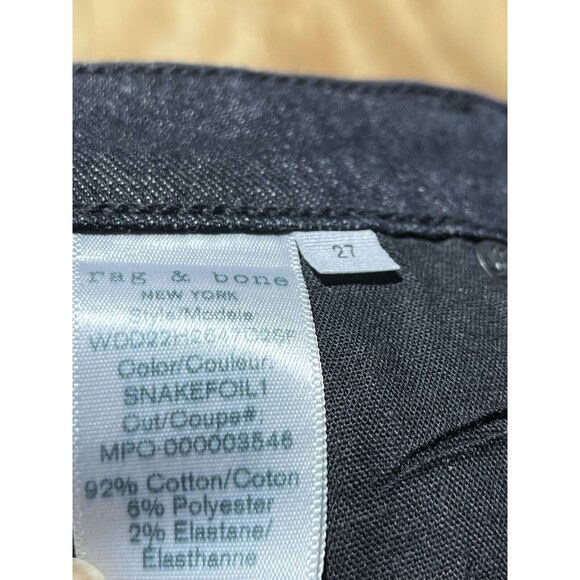 rag & bone
NEW YORK
Style/Modele
Color/Couleur:
SNAKEFOIL1
Cut/Coupe#:
MPO-000003546
92% Cotton/Coton
6% Polyester
2% Elastane/
Elasthanne
27